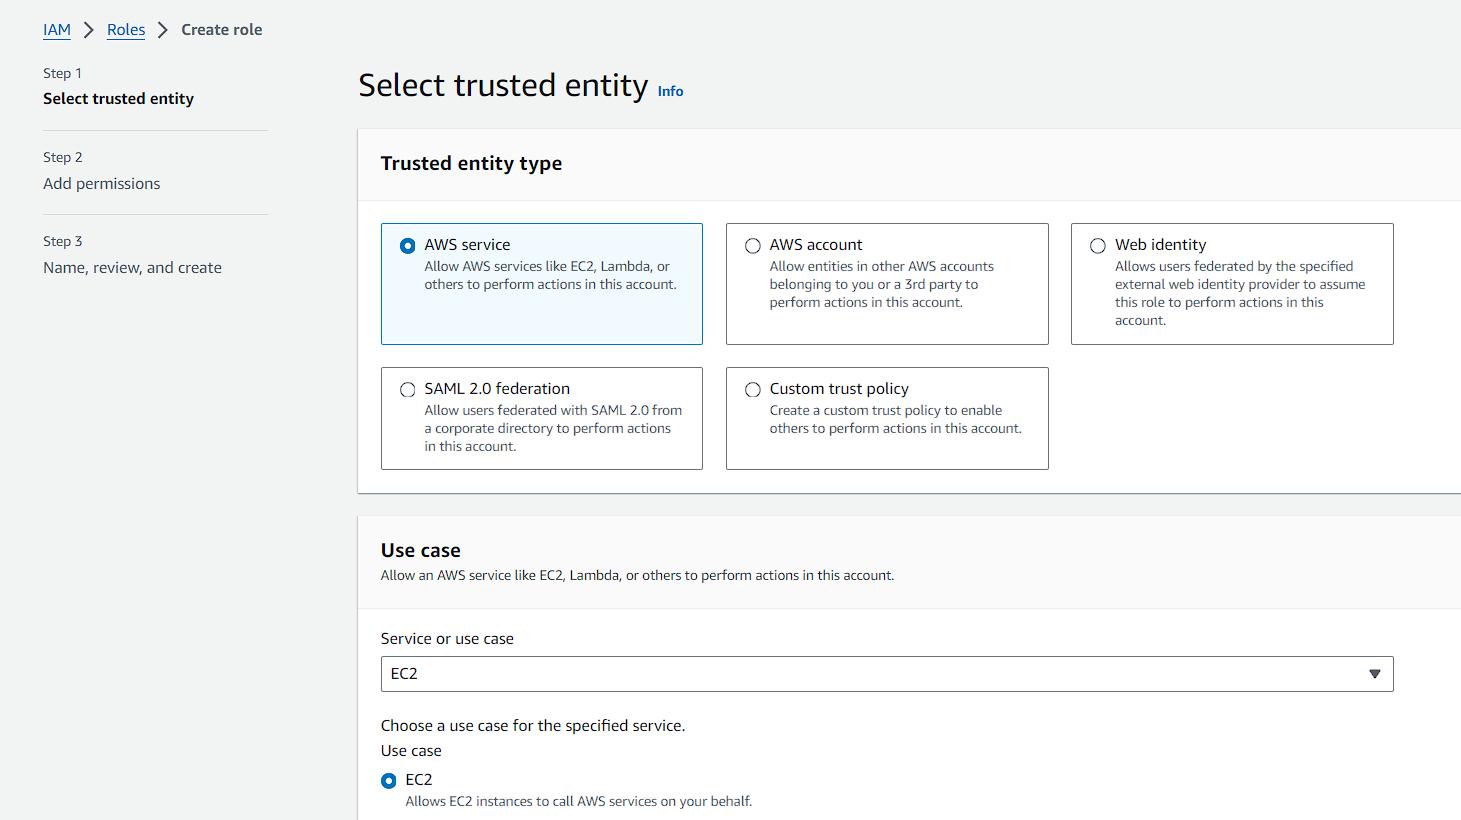 IAM > Roles > Create role
Step 1
Select trusted entity
Step 2
Add permissions
Step 3
Name, review, and create
Select trusted entity Info
Trusted entity type
AWS service
Allow AWS services like EC2, Lambda, or
others to perform actions in this account.
AWS account
Allow entities in other AWS accounts
belonging to you or a 3rd party to
perform actions in this account.
Web identity
Allows users federated by the specified
external web identity provider to assume
this role to perform actions in this
account.
SAML 2.0 federation
Allow users federated with SAML 2.0 from
a corporate directory to perform actions
in this account.
Custom trust policy
Create a custom trust policy to enable
others to perform actions in this account.
Use case
Allow an AWS service like EC2, Lambda, or others to perform actions in this account.
Service or use case
EC2
Choose a use case for the specified service.
Use case
EC2
Allows EC2 instances to call AWS services on your behalf.